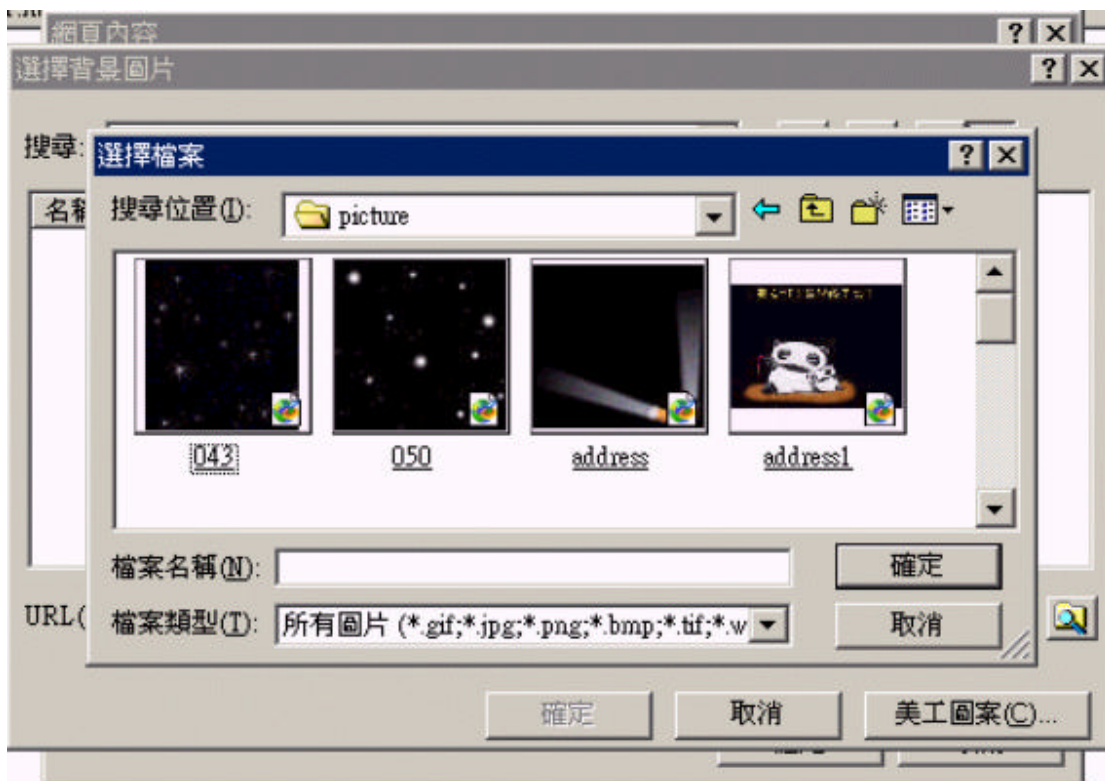 網頁內容
選擇背景圖片
搜尋:
選擇檔案
搜尋位置(I):
picture
名稱
043
050
address
address1
檔案名稱(N):
確定
URL(
檔案類型(T):
所有圖片 (*.gif;*.jpg;*.png;*.bmp;*.tif;*.w
取消
確定
取消
美工圖案(C)...